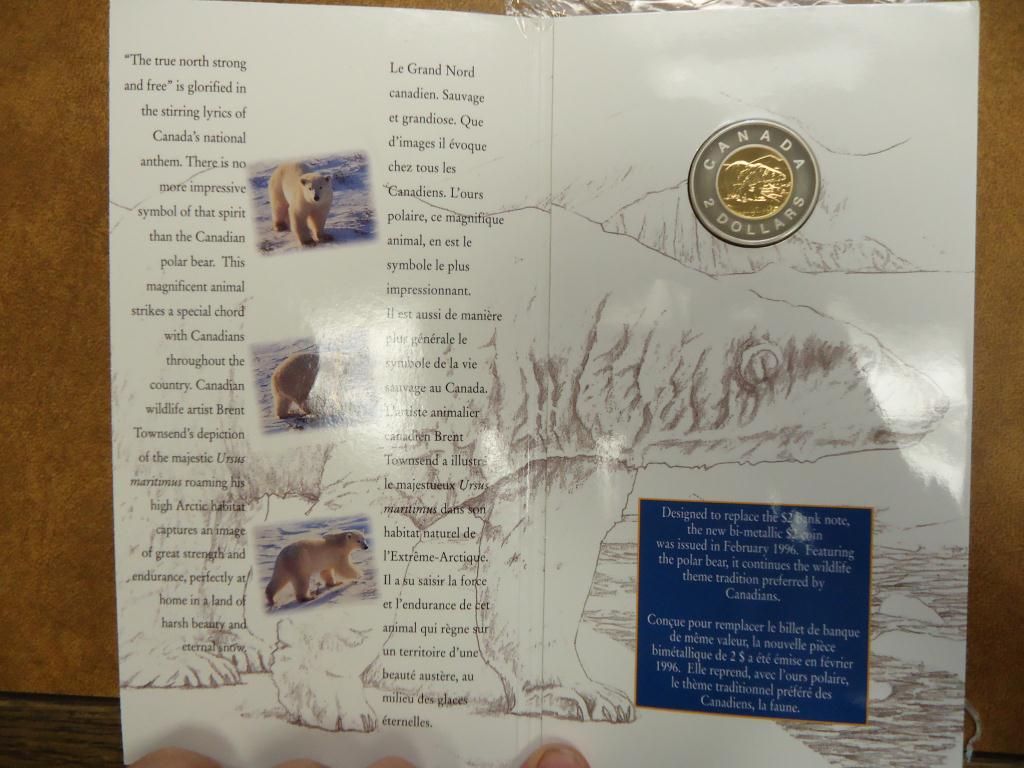 "The true north strong
and free" is glorified in
the stirring lyrics of
Canada's national
anthem. There is no
more impressive
symbol of that spirit
than the Canadian
polar bear. This
magnificent animal
strikes a special chord
with Canadians
throughout the
country. Canadian
wildlife artist Brent
Townsend's depiction
of the majestic Ursus
maritimus roaming his
high Arctic habitat
captures an image
of great strength and
endurance, perfectly at
home in a land of
harsh beauty and
eternal snow.
Le Grand Nord
canadien. Sauvage
et grandiose. Que
d'images il évoque
chez tous les
Canadiens. L'ours
polaire, ce magnifique
animal, en est le
symbole le plus
impressionnant.
Il est aussi de manière
plus générale le
symbole de la vie
sauvage au Canada.
L'artiste animalier
canadien Brent
Townsend a illustré
le majestueux Ursus
maritimus dans son
habitat naturel de
l'Extrême-Arctique.
Il a su saisir la force
et l'endurance de cet
animal qui règne sur
un territoire d'une
beauté austère, au
milieu des glaces
éternelles.
CANADA
2 DOLLARS
Designed to replace the $2 bank note,
the new bi-metallic $2 coin
was issued in February 1996. Featuring
the polar bear, it continues the wildlife
theme tradition preferred by
Canadians.
Conçue pour remplacer le billet de banque
de même valeur, la nouvelle pièce
bimétallique de 2 $ a été émise en février
1996. Elle reprend, avec l'ours polaire,
le thème traditionnel préféré des
Canadiens, la faune.